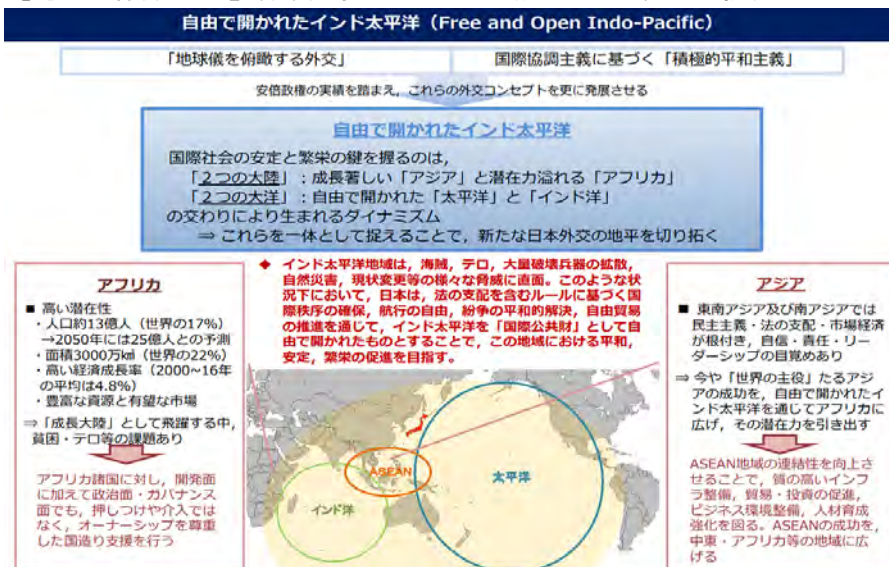 自由で開かれたインド太平洋（Free and Open Indo-Pacific）
「地球儀を俯瞰する外交」
国際協調主義に基づく「積極的平和主義」
安倍政権の実績を踏まえ，これらの外交コンセプトを更に発展させる
自由で開かれたインド太平洋
国際社会の安定と繁栄の鍵を握るのは，
「２つの大陸」：成長著しい「アジア」と潜在力溢れる「アフリカ」
「２つの大洋」：自由で開かれた「太平洋」と「インド洋」
の交わりにより生まれるダイナミズム
⇒ これらを一体として捉えることで，新たな日本外交の地平を切り拓く
アフリカ
■ 高い潜在性
・人口約13億人（世界の17%）
→2050年には25億人との予測
・面積3000万㎢（世界の22%）
・高い経済成長率（2000~16年
の平均は4.8%）
・豊富な資源と有望な市場
⇒「成長大陸」として飛躍する中，
貧困・テロ等の課題あり
アフリカ諸国に対し，開発面
に加えて政治面・ガバナンス
面でも，押しつけや介入では
なく，オーナーシップを尊重
した国造り支援を行う
◆ インド太平洋地域は，海賊，テロ，大量破壊兵器の拡散，
自然災害，現状変更等の様々な脅威に直面。このような状
況下において，日本は，法の支配を含むルールに基づく国
際秩序の確保，航行の自由，紛争の平和的解決，自由貿易
の推進を通じて，インド太平洋を「国際公共財」として自
由で開かれたものとすることで，この地域における平和，
安定，繁栄の促進を目指す。
ASEAN
太平洋
インド洋
アジア
■ 東南アジア及び南アジアでは
民主主義・法の支配・市場経済
が根付き，自信・責任・リー
ダーシップの目覚めあり
⇒ 今や「世界の主役」たるアジ
アの成功を，自由で開かれたイ
ンド太平洋を通じてアフリカに
広げ，その潜在力を引き出す
ASEAN地域の連結性を向上さ
せることで，質の高いインフ
ラ整備，貿易・投資の促進，
ビジネス環境整備，人材育成
強化を図る。ASEANの成功を，
中東・アフリカ等の地域に広
げる